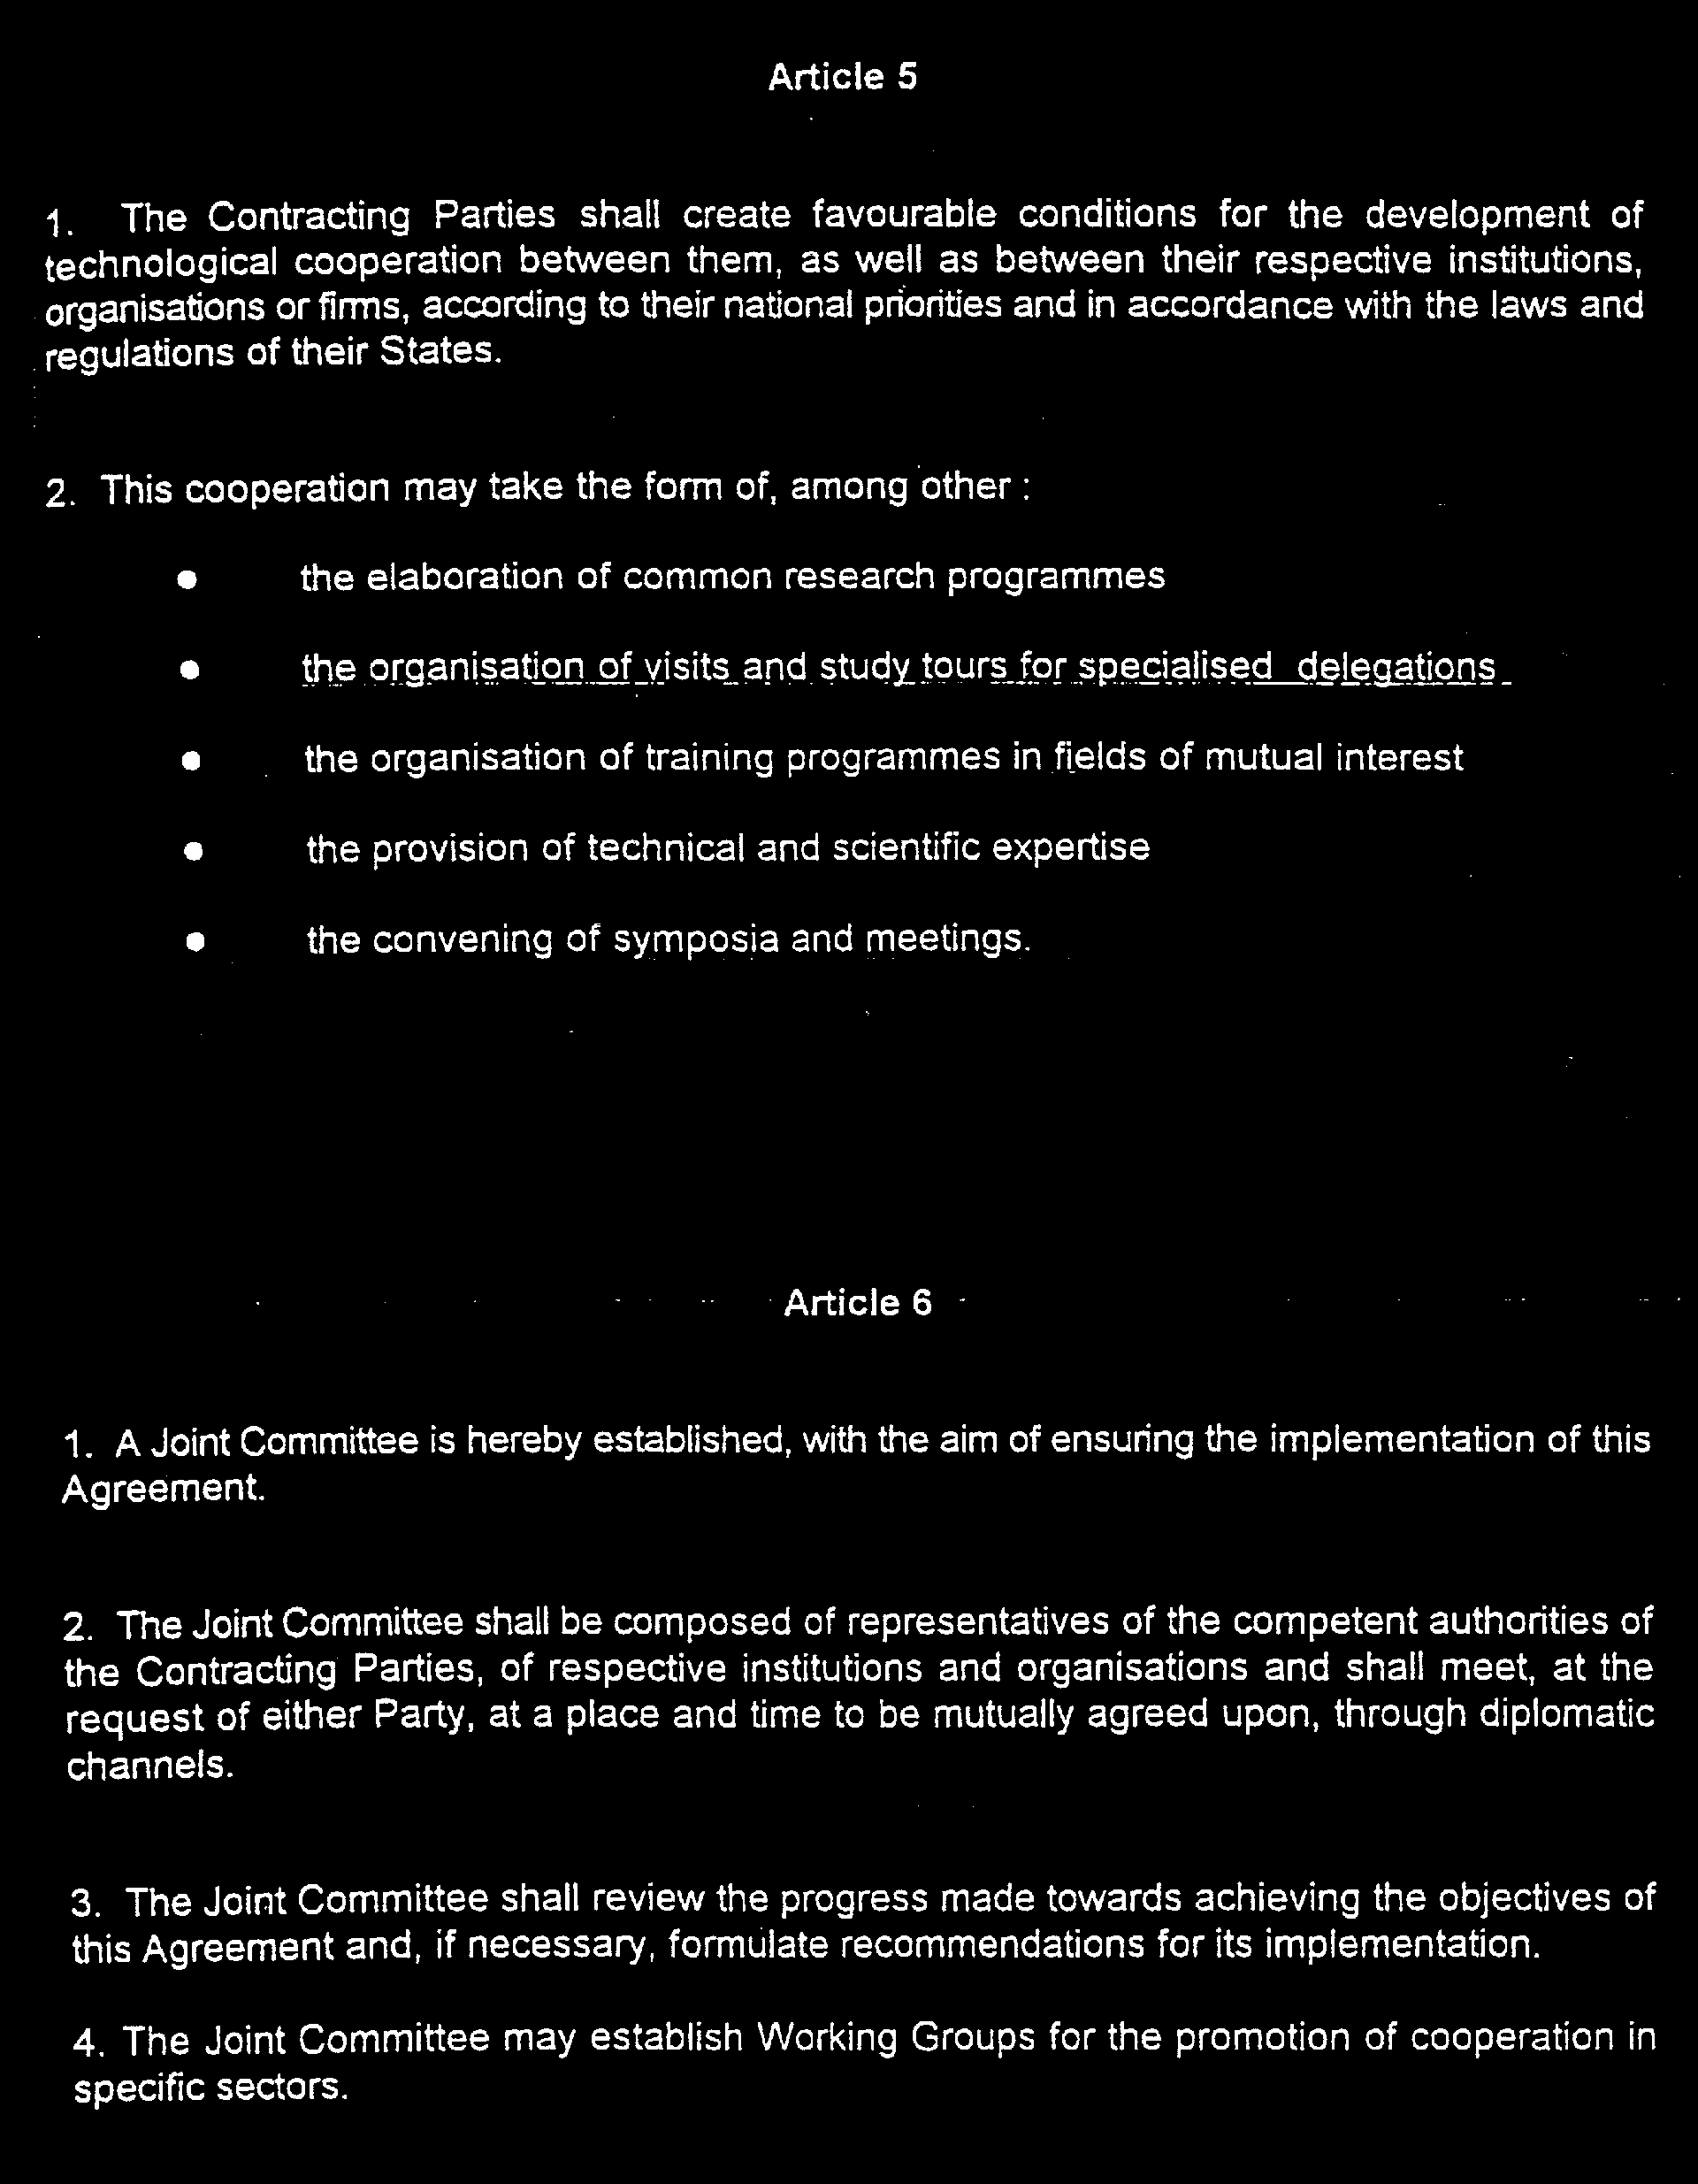 Article 5
1. The Contracting Parties shall create favourable conditions for the development of
technological cooperation between them, as well as between their respective institutions,
organisations or firms, according to their national priorities and in accordance with the laws and
regulations of their States.
2. This cooperation may take the form of, among other :
● the elaboration of common research programmes
● the organisation of visits and study tours for specialised delegations
● the organisation of training programmes in fields of mutual interest
● the provision of technical and scientific expertise
● the convening of symposia and meetings.
Article 6
1. A Joint Committee is hereby established, with the aim of ensuring the implementation of this
Agreement.
2. The Joint Committee shall be composed of representatives of the competent authorities of
the Contracting Parties, of respective institutions and organisations and shall meet, at the
request of either Party, at a place and time to be mutually agreed upon, through diplomatic
channels.
3. The Joint Committee shall review the progress made towards achieving the objectives of
this Agreement and, if necessary, formulate recommendations for its implementation.
4. The Joint Committee may establish Working Groups for the promotion of cooperation in
specific sectors.